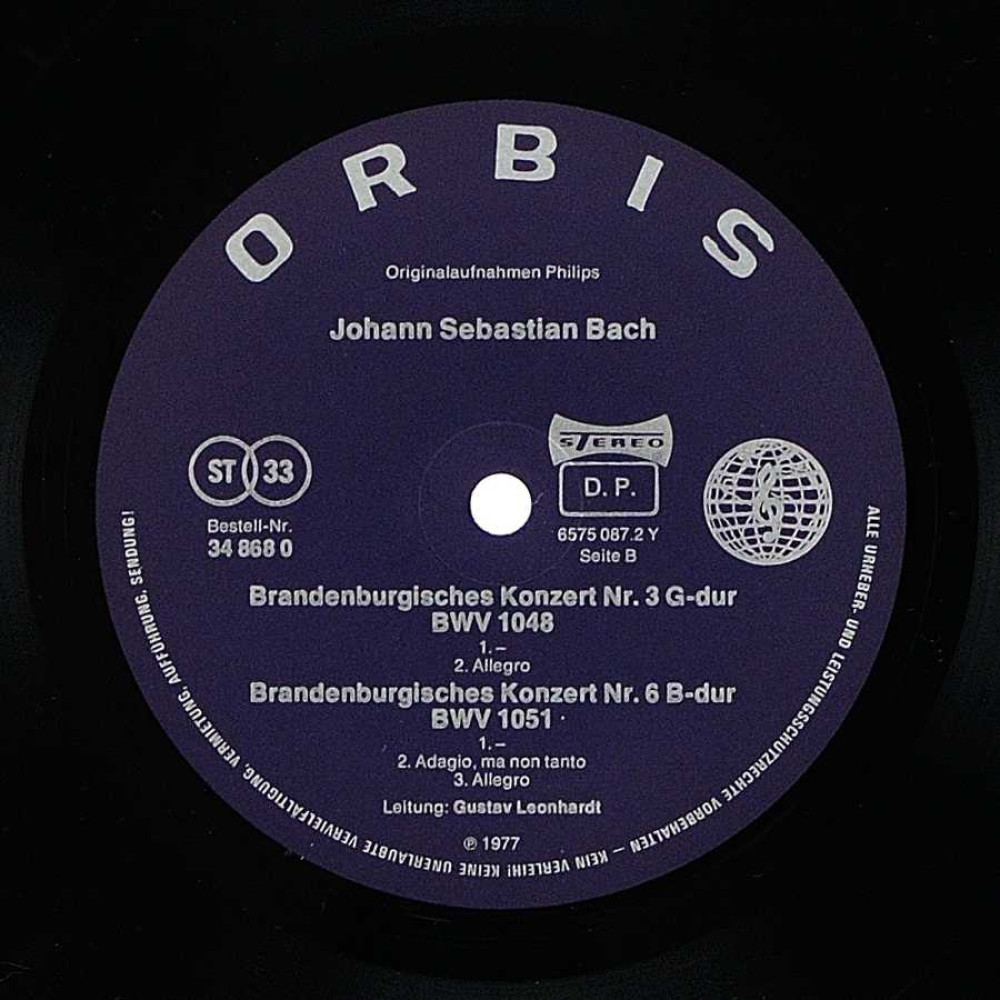 ORBIS
Originalaufnahmen Philips
Johann Sebastian Bach
STEREO
ST 33
D. P.
Bestell-Nr.
34 868 0
6575 087.2 Y
Seite B
Brandenburgisches Konzert Nr. 3 G-dur
BWV 1048
1. –
2. Allegro
Brandenburgisches Konzert Nr. 6 B-dur
BWV 1051
1. –
2. Adagio, ma non tanto
3. Allegro
Leitung: Gustav Leonhardt
℗ 1977
ALLE URHEBER- UND LEISTUNGSSCHUTZRECHTE VORBEHALTEN – KEIN VERLEIH! KEINE UNERLAUBTE VERVIELFÄLTIGUNG, VERMIETUNG, AUFFÜHRUNG, SENDUNG!